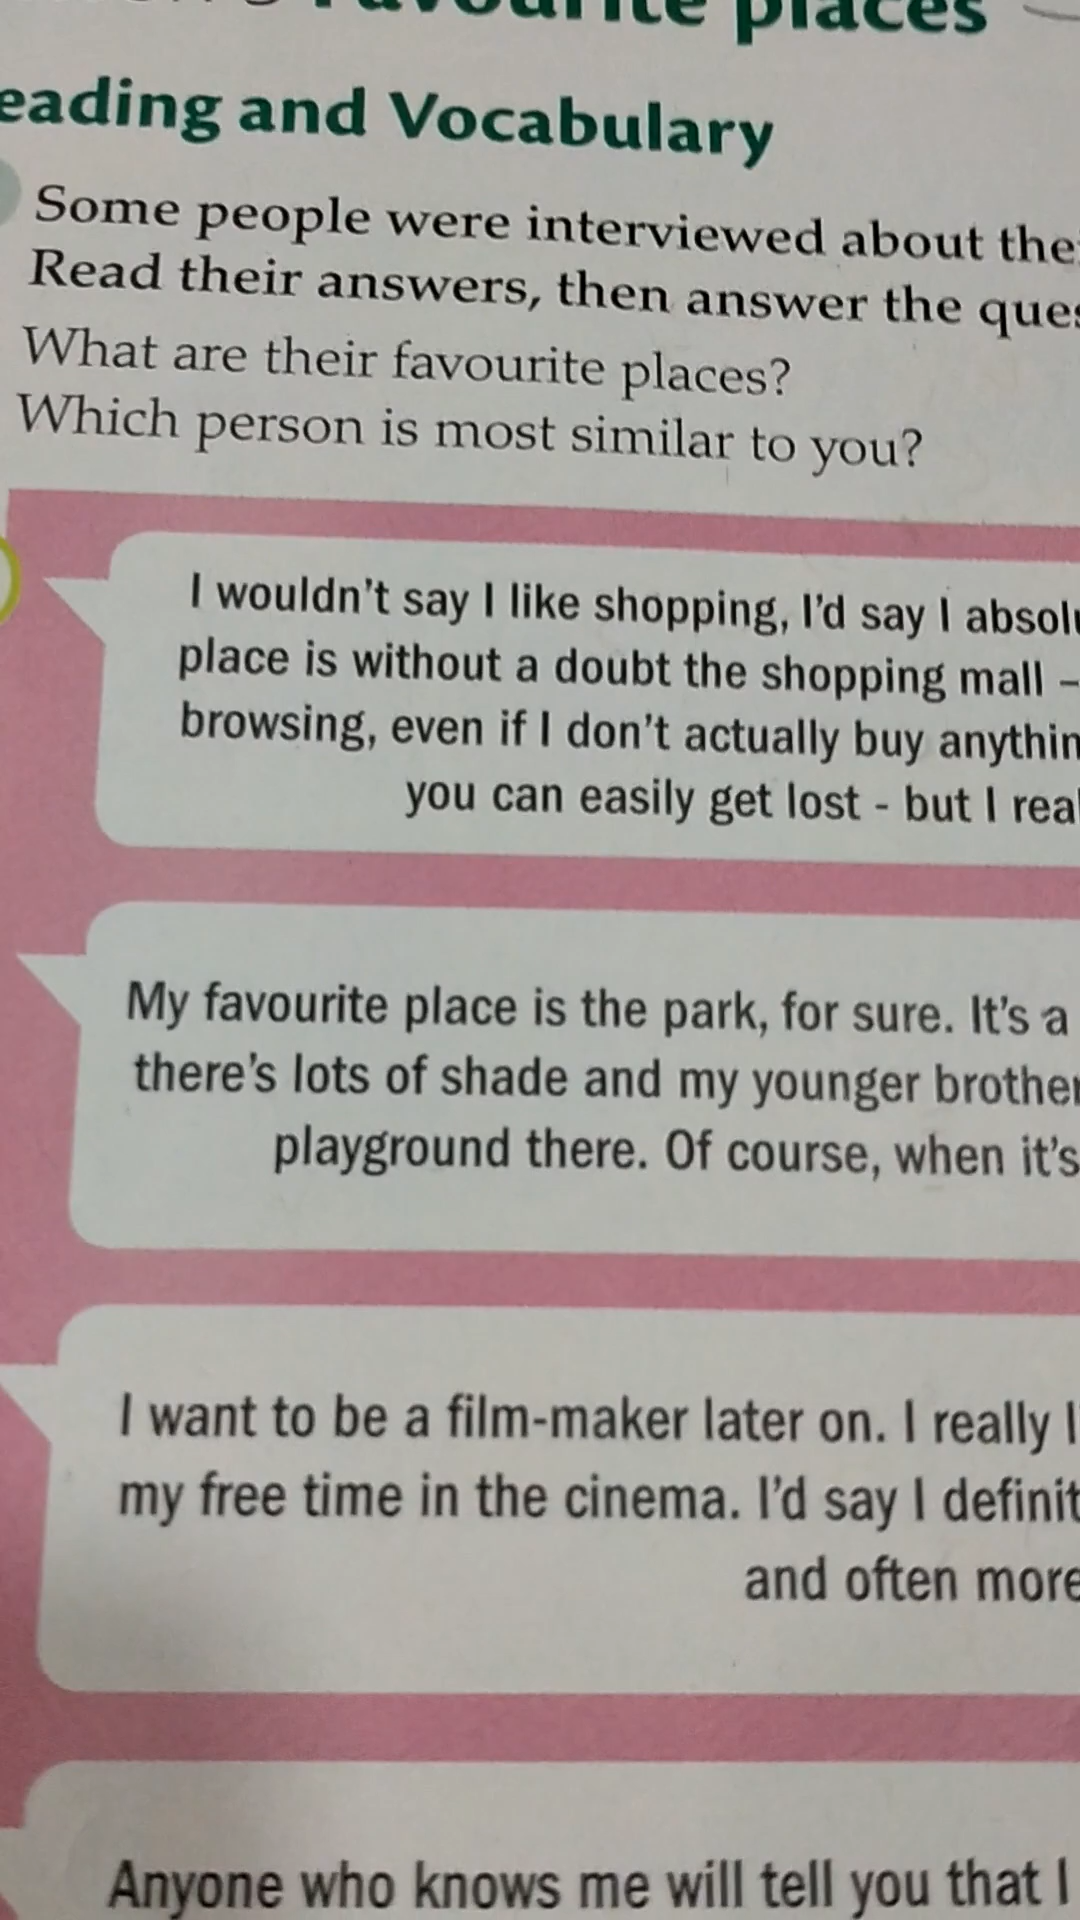 places
Reading and Vocabulary
Some people were interviewed about
Read their answers, then answer the
What are their favourite places?
Which person is most similar to you?
I wouldn't say I like shopping, I'd say I
place is without a doubt the shopping mall –
browsing, even if I don't actually buy
you can easily get lost - but I
My favourite place is the park, for sure. It's a
there's lots of shade and my younger
playground there. Of course, when it's
I want to be a film-maker later on. I really
my free time in the cinema. I'd say I
and often more
Anyone who knows me will tell you that I